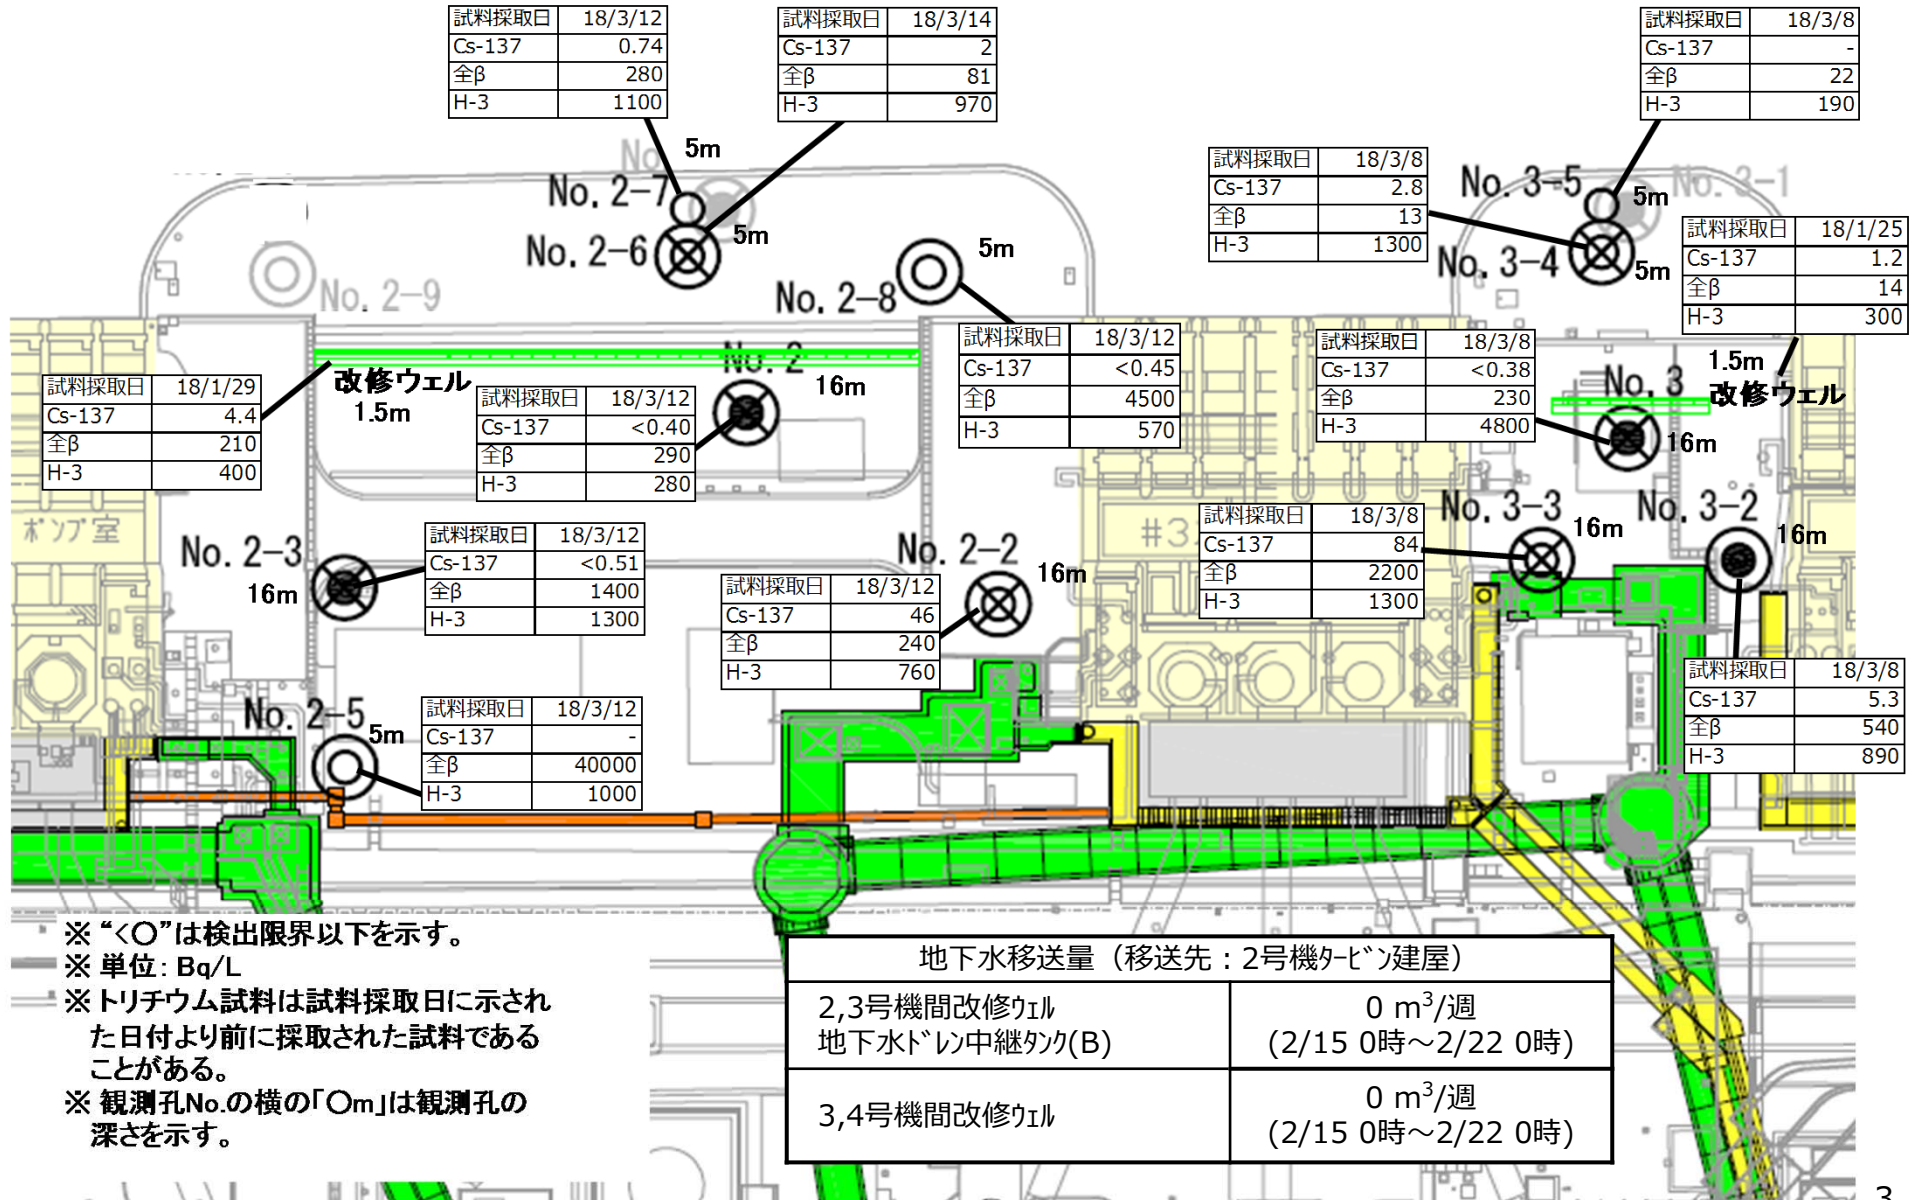 試料採取日 18/3/12
Cs-137 0.74
全β 280
H-3 1100
試料採取日 18/3/14
Cs-137 2
全β 81
H-3 970
試料採取日 18/3/8
Cs-137 -
全β 22
H-3 190
No 5m
No. 2-7
No. 2-6 5m
No. 2-8 5m
No. 2-9
試料採取日 18/3/8
Cs-137 2.8
全β 13
H-3 1300
No. 3-5 5m
No. 3-1
No. 3-4 5m
試料採取日 18/1/25
Cs-137 1.2
全β 14
H-3 300
試料採取日 18/1/29
Cs-137 4.4
全β 210
H-3 400
改修ウェル
1.5m
No. 2
16m
試料採取日 18/3/12
Cs-137 <0.40
全β 290
H-3 280
試料採取日 18/3/12
Cs-137 <0.45
全β 4500
H-3 570
試料採取日 18/3/8
Cs-137 <0.38
全β 230
H-3 4800
No. 3
16m
1.5m
改修ウェル
ポンプ室
No. 2-3
16m
試料採取日 18/3/12
Cs-137 <0.51
全β 1400
H-3 1300
No. 2-2
16m
試料採取日 18/3/12
Cs-137 46
全β 240
H-3 760
#3
試料採取日 18/3/8
Cs-137 84
全β 2200
H-3 1300
No. 3-3
16m
No. 3-2
16m
試料採取日 18/3/8
Cs-137 5.3
全β 540
H-3 890
No. 2-5
5m
試料採取日 18/3/12
Cs-137 -
全β 40000
H-3 1000
※ “<○”は検出限界以下を示す。
※ 単位: Bq/L
※ トリチウム試料は試料採取日に示され
た日付より前に採取された試料である
ことがある。
※ 観測孔No.の横の「○m」は観測孔の
深さを示す。
地下水移送量（移送先：2号機ﾀｰﾋﾞﾝ建屋）
2,3号機間改修ｳｪﾙ
地下水ﾄﾞﾚﾝ中継ﾀﾝｸ(B)
0 m³/週
(2/15 0時～2/22 0時)
3,4号機間改修ｳｪﾙ
0 m³/週
(2/15 0時～2/22 0時)
3